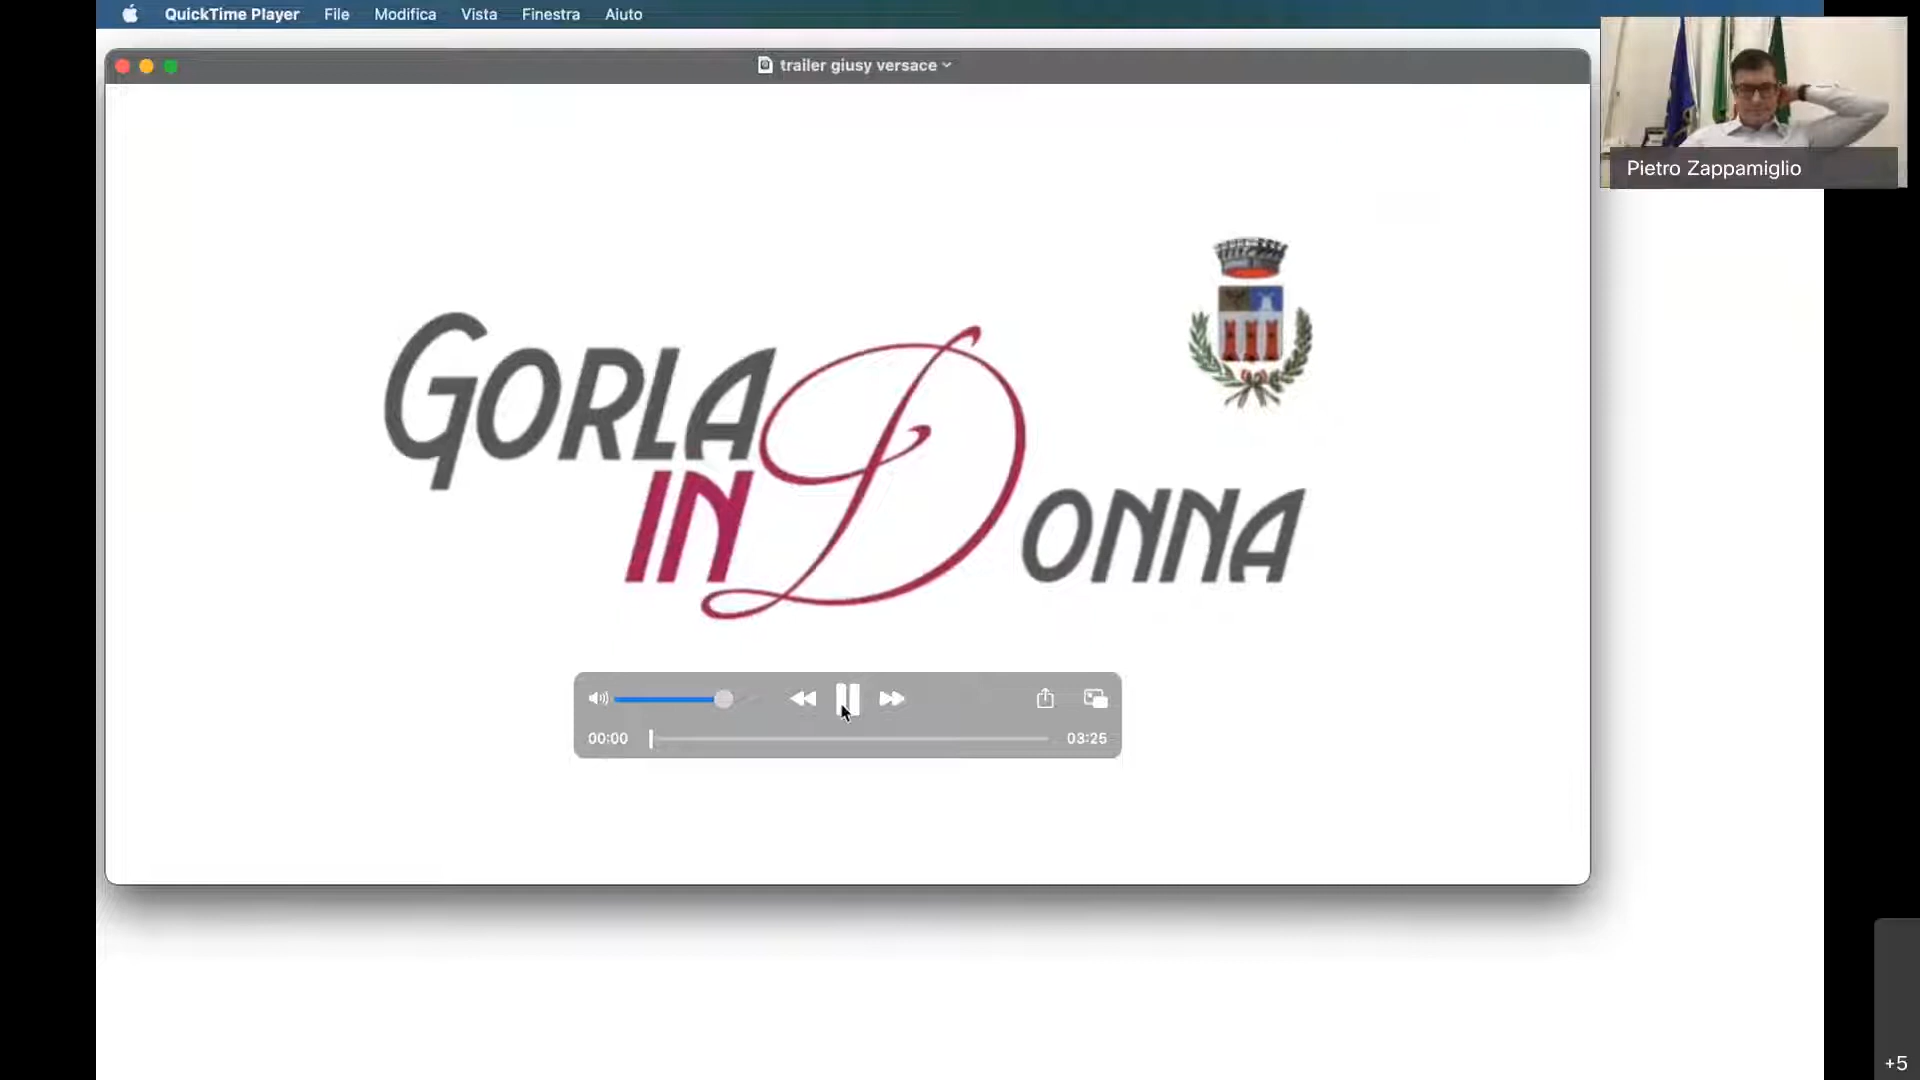 QuickTime Player File Modifica Vista Finestra Aiuto
trailer giusy versace
Pietro Zappamiglio
GORLA
IN DONNA
00:00 03:25
+5